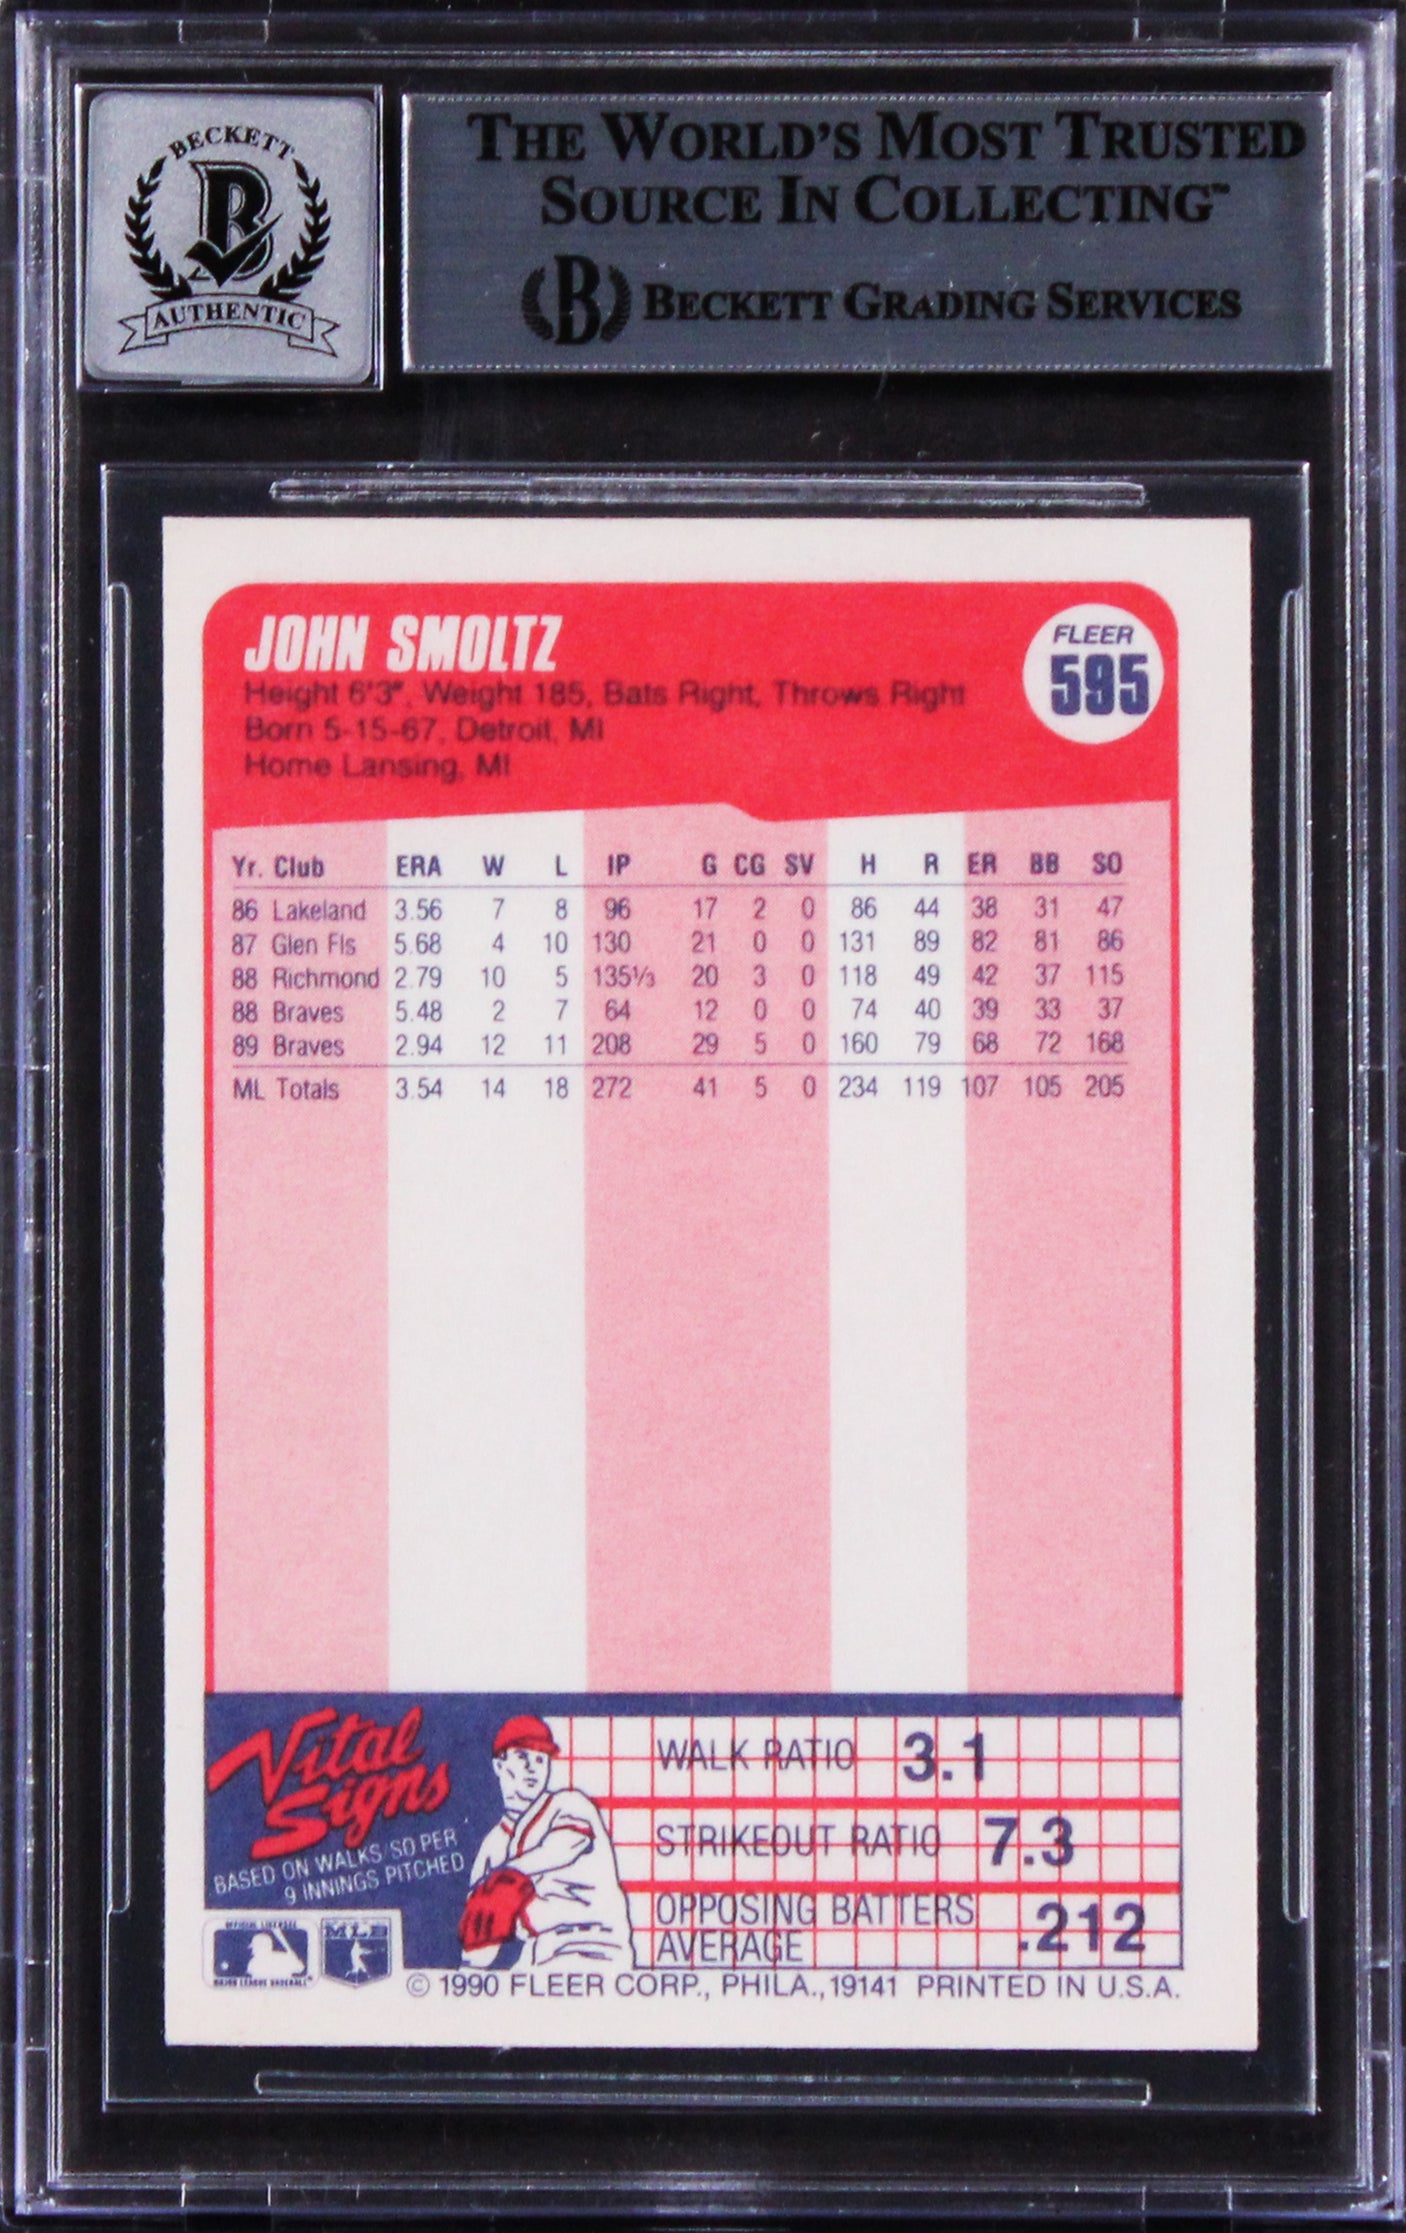 BECKETT
B
AUTHENTIC
THE WORLD'S MOST TRUSTED
SOURCE IN COLLECTING™
B BECKETT GRADING SERVICES
JOHN SMOLTZ
FLEER
595
Height 6'3", Weight 185, Bats Right, Throws Right
Born 5-15-67, Detroit, MI
Home Lansing, MI
Yr. Club ERA W L IP G CG SV H R ER BB SO
86 Lakeland 3.56 7 8 96 17 2 0 86 44 38 31 47
87 Glen Fls 5.68 4 10 130 21 0 0 131 89 82 81 86
88 Richmond 2.79 10 5 135⅓ 20 3 0 118 49 42 37 115
88 Braves 5.48 2 7 64 12 0 0 74 40 39 33 37
89 Braves 2.94 12 11 208 29 5 0 160 79 68 72 168
ML Totals 3.54 14 18 272 41 5 0 234 119 107 105 205
Vital
Signs
BASED ON WALKS/SO PER
9 INNINGS PITCHED
WALK RATIO 3.1
STRIKEOUT RATIO 7.3
OPPOSING BATTERS
AVERAGE .212
OFFICIAL LICENSEE
MAJOR LEAGUE BASEBALL
MLB
© 1990 FLEER CORP., PHILA., 19141 PRINTED IN U.S.A.